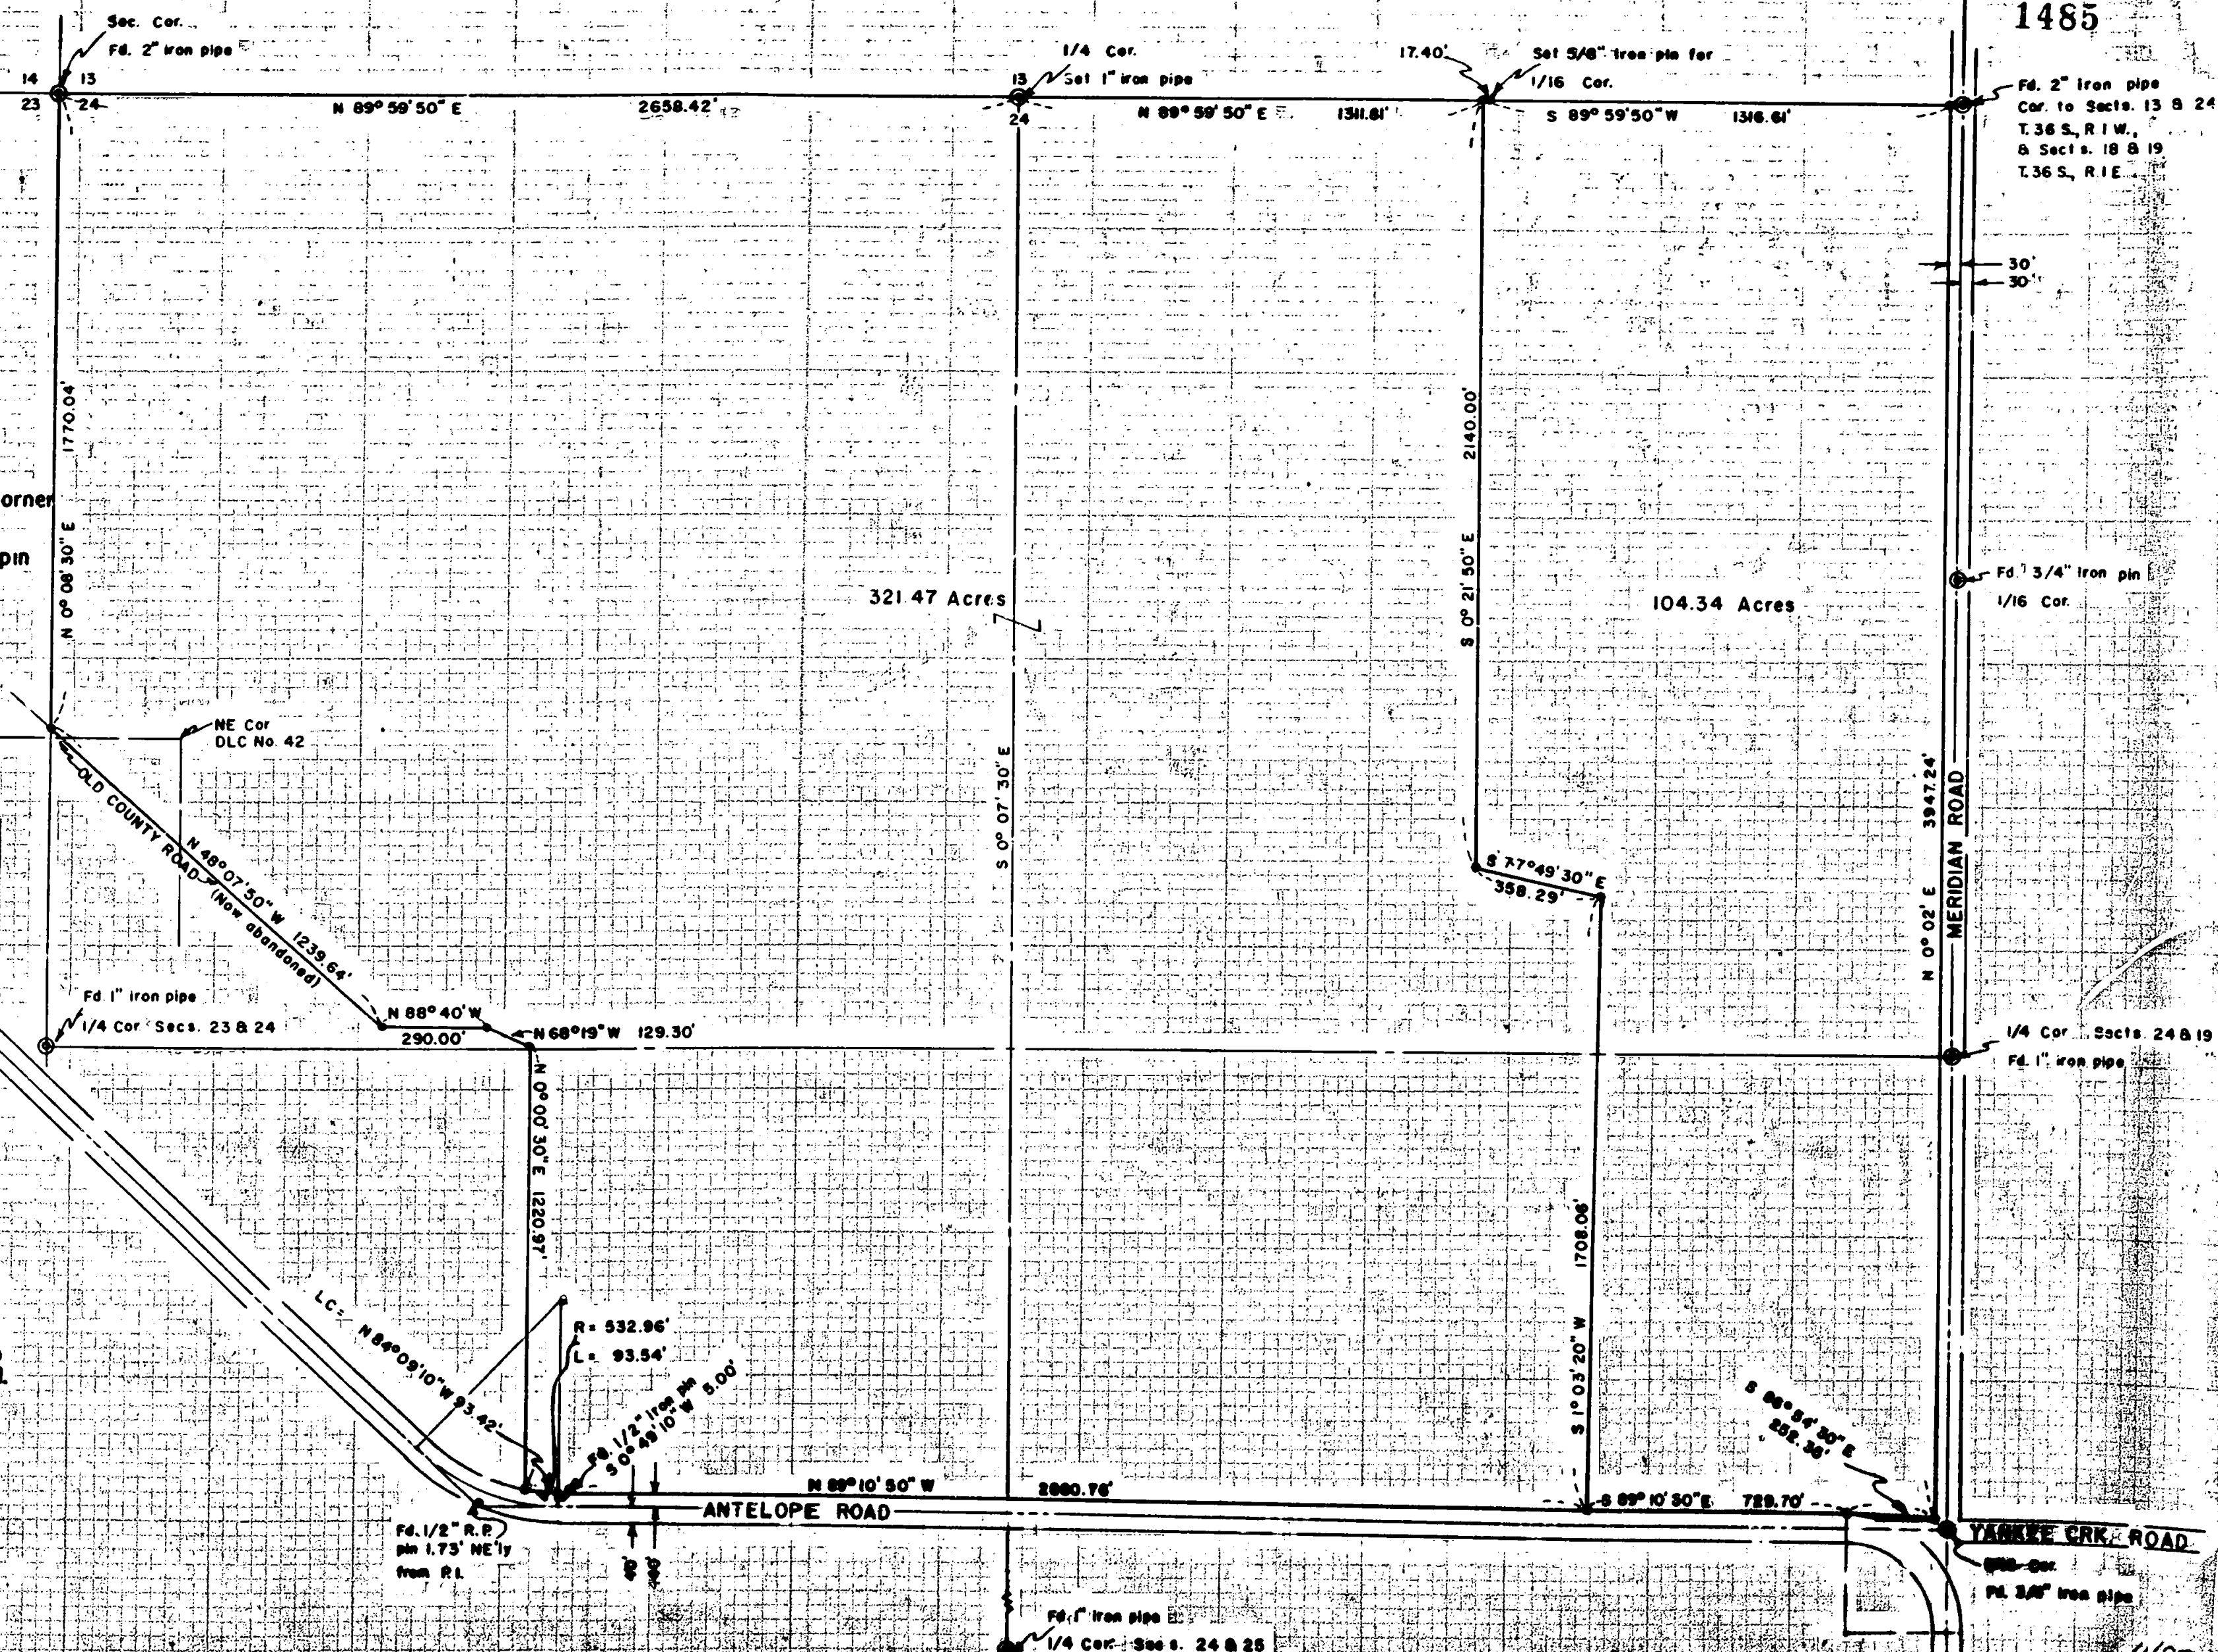 1485
Sec. Cor.
Fd. 2" iron pipe
14 13
23 24
N 89° 59' 50" E 2658.42'
1/4 Cor.
Set 1" iron pipe
13
24
N 89° 59' 50" E 1311.81'
17.40'
Set 5/8" iron pin for
1/16 Cor.
S 89° 59' 50" W 1316.61'
Fd. 2" iron pipe
Cor. to Sects. 13 & 24
T. 36 S., R 1 W.,
& Sects. 18 & 19
T. 36 S., R 1 E.
30'
30'
1770.04'
N 0° 08' 30" E
orner
pin
2140.00'
S 0° 21' 50" E
321.47 Acres
104.34 Acres
Fd. 3/4" iron pin
1/16 Cor.
NE Cor
DLC No. 42
OLD COUNTY ROAD (Now abandoned)
N 48° 07' 50" W 1239.64'
S 0° 07' 30" E
S 77° 49' 30" E
358.29'
N 0° 02' E 3947.24'
MERIDIAN ROAD
Fd. 1" iron pipe
1/4 Cor. Secs. 23 & 24
N 88° 40' W
290.00'
N 68° 19" W 129.30'
1/4 Cor. Sects. 24 & 19
Fd. 1" iron pipe
N 0° 00' 30" E 1220.97'
S 1° 03' 20" W 1708.06'
LC = N 84° 09' 10" W 93.42'
R = 532.96'
L = 93.54'
Fd. 1/2" iron pin
S 0° 49' 10" W 5.00'
N 89° 10' 50" W
ANTELOPE ROAD
S 89° 10' 50" E 729.70'
252.36'
YANKEE CRK. ROAD
Cor.
iron pipe
Fd. 1/2" R.P.
pin 1.73' NE'ly
from P.I.
40'
Fd. 1" iron pipe
1/4 Cor. Secs. 24 & 25